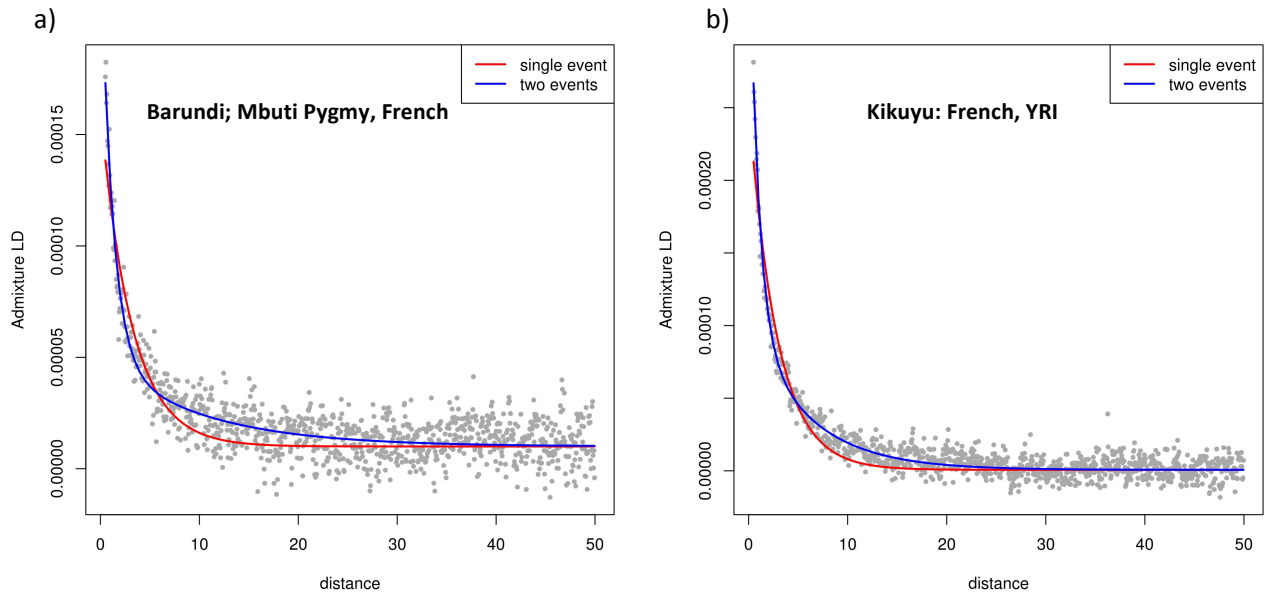 a)
single event
two events
Barundi; Mbuti Pygmy, French
Admixture LD
0.00015
0.00010
0.00005
0.00000
0 10 20 30 40 50
distance
b)
single event
two events
Kikuyu: French, YRI
Admixture LD
0.00020
0.00010
0.00000
0 10 20 30 40 50
distance